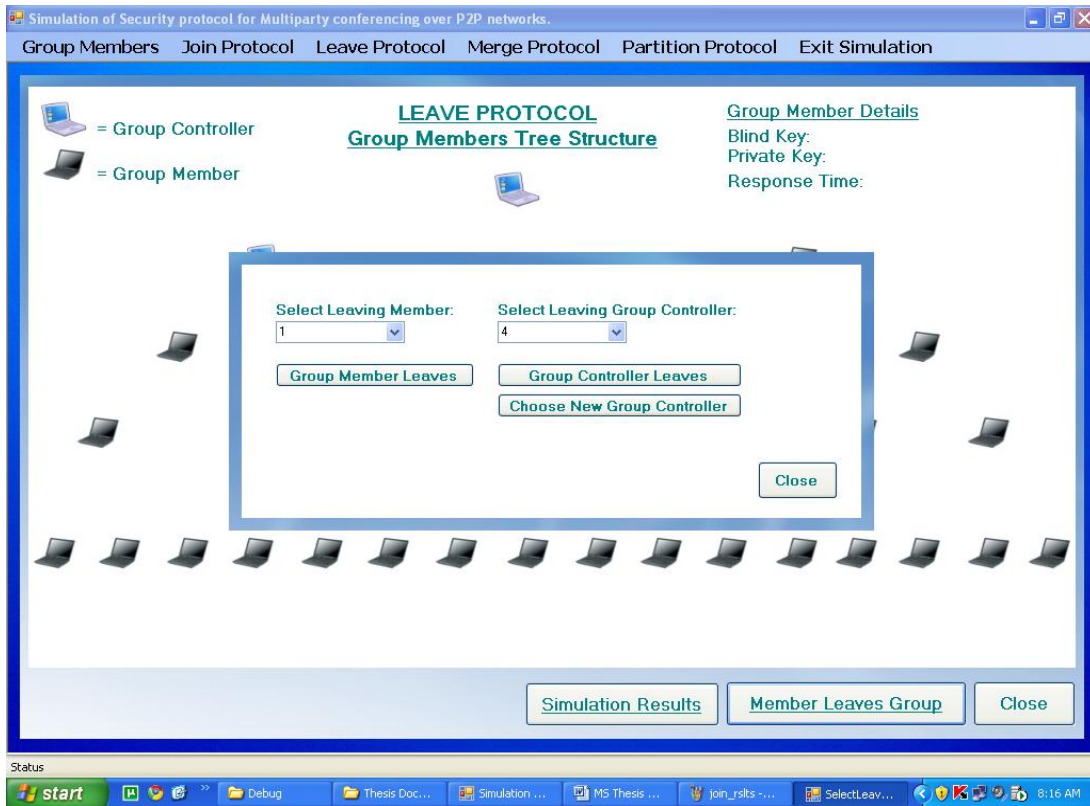 Simulation of Security protocol for Multiparty conferencing over P2P networks.
Group Members Join Protocol Leave Protocol Merge Protocol Partition Protocol Exit Simulation
= Group Controller
= Group Member
LEAVE PROTOCOL
Group Members Tree Structure
Group Member Details
Blind Key:
Private Key:
Response Time:
Select Leaving Member:
1
Group Member Leaves
Select Leaving Group Controller:
4
Group Controller Leaves
Choose New Group Controller
Close
Simulation Results
Member Leaves Group
Close
Status
start
Debug
Thesis Doc...
Simulation ...
MS Thesis ...
join_rslts -...
SelectLeav...
8:16 AM